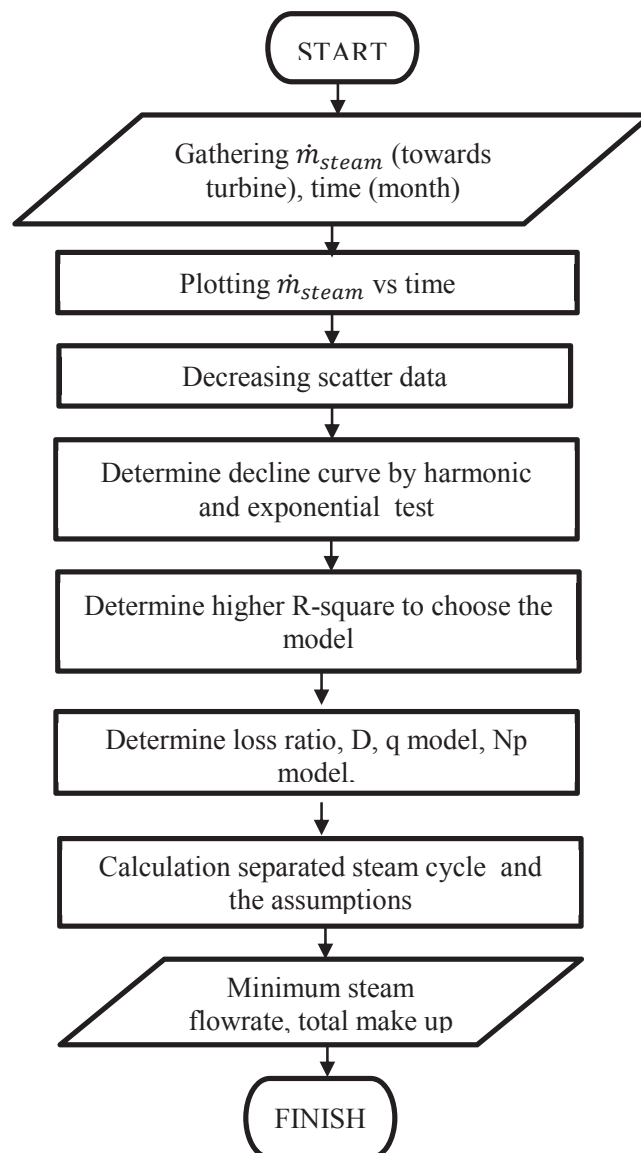 START
Gathering ṁ_steam (towards
turbine), time (month)
Plotting ṁ_steam vs time
Decreasing scatter data
Determine decline curve by harmonic
and exponential test
Determine higher R-square to choose the
model
Determine loss ratio, D, q model, Np
model.
Calculation separated steam cycle and
the assumptions
Minimum steam
flowrate, total make up
FINISH